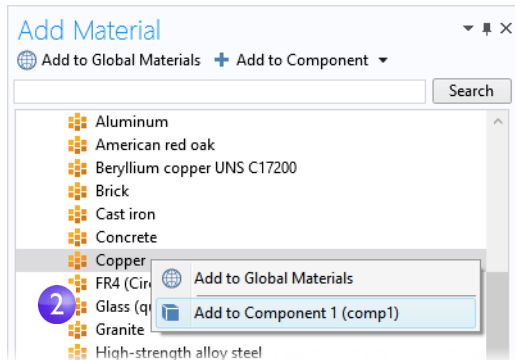 Add Material
Add to Global Materials Add to Component
Search
Aluminum
American red oak
Beryllium copper UNS C17200
Brick
Cast iron
Concrete
Copper
Add to Global Materials
FR4 (Cir
2 Glass (qu
Add to Component 1 (comp1)
Granite
High-strength alloy steel